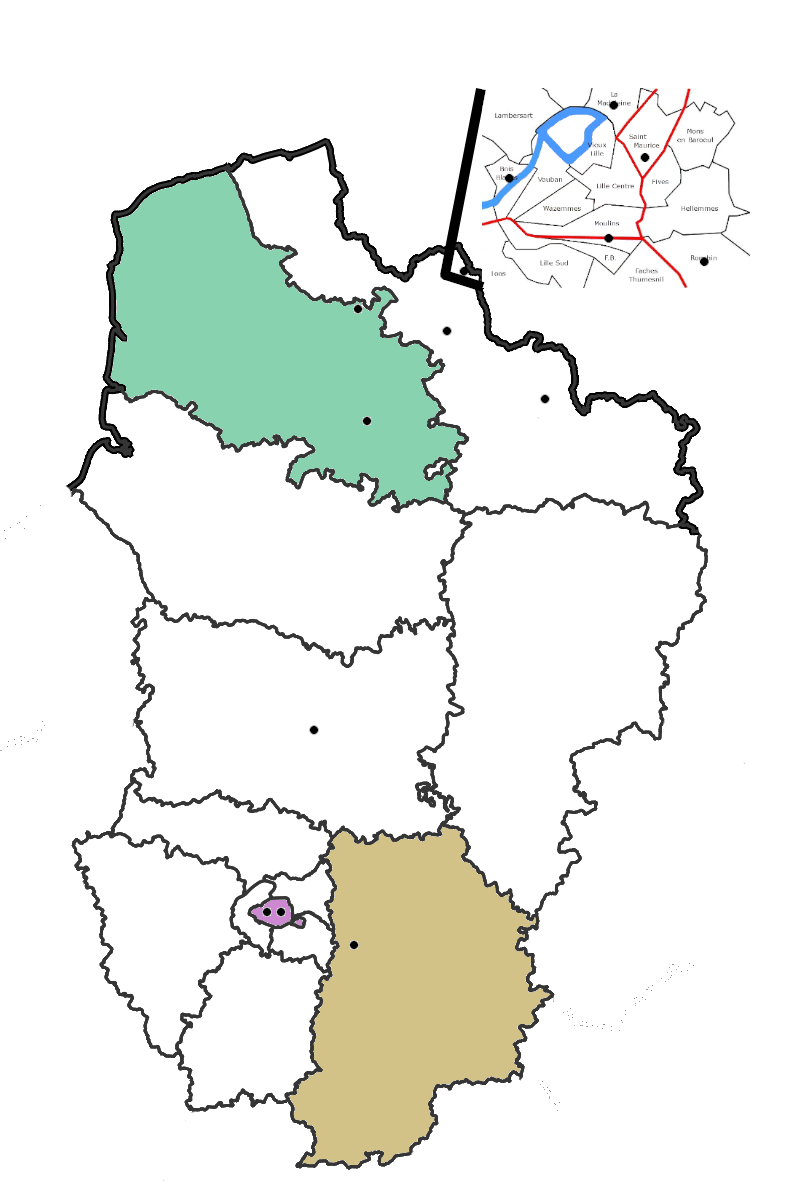 La
Madeleine
Lambersart
Mons
en Baroeul
Saint
Maurice
Vieux
Lille
Bois
Blancs
Vauban
Lille Centre
Fives
Wazemmes
Hellemmes
Moulins
F.B.
Lille Sud
Ronchin
Loos
Faches
Thumesnil